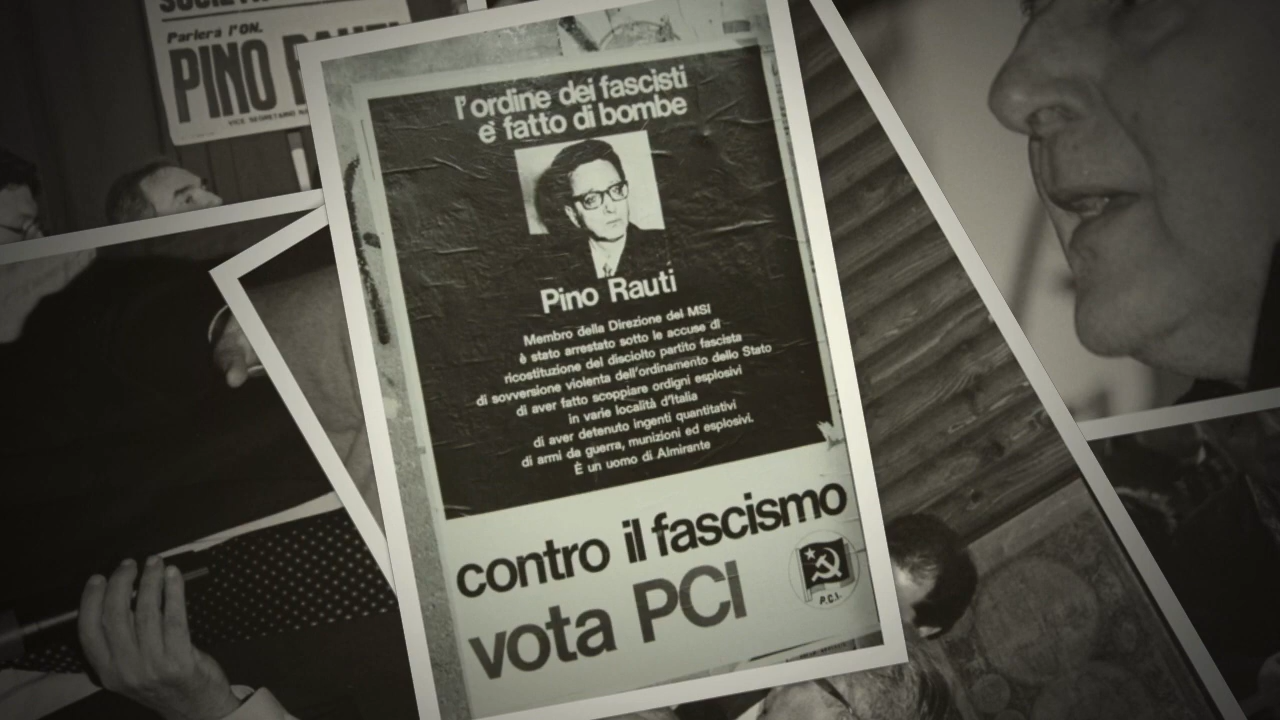 Parlerà l'ON.
PINO
l'ordine dei fascisti
e' fatto di bombe
Pino Rauti
Membro della Direzione del MSI
è stato arrestato sotto le accuse di
ricostituzione del disciolto partito fascista
di sovversione violenta dell'ordinamento dello Stato
di aver fatto scoppiare ordigni esplosivi
in varie località d'Italia
di aver detenuto ingenti quantitativi
di armi da guerra, munizioni ed esplosivi.
È un uomo di Almirante
contro il fascismo
vota PCI
P.C.I.